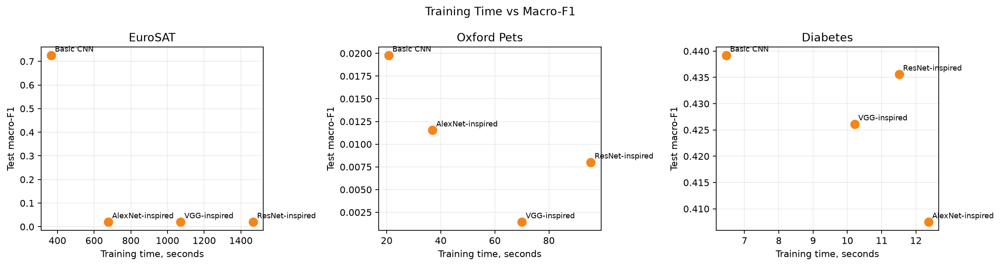 Training Time vs Macro-F1
EuroSAT
Test macro-F1
0.7
0.6
0.5
0.4
0.3
0.2
0.1
0.0
Basic CNN
AlexNet-inspired
VGG-inspired
ResNet-inspired
400 600 800 1000 1200 1400
Training time, seconds
Oxford Pets
Test macro-F1
0.0200
0.0175
0.0150
0.0125
0.0100
0.0075
0.0050
0.0025
Basic CNN
AlexNet-inspired
ResNet-inspired
VGG-inspired
20 40 60 80
Training time, seconds
Diabetes
Test macro-F1
0.440
0.435
0.430
0.425
0.420
0.415
0.410
Basic CNN
ResNet-inspired
VGG-inspired
AlexNet-inspired
7 8 9 10 11 12
Training time, seconds